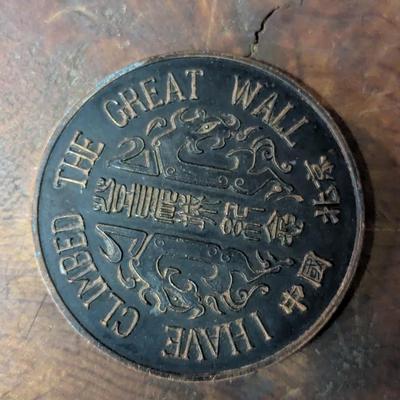 I HAVE CLIMBED THE GREAT WALL
中國 北京